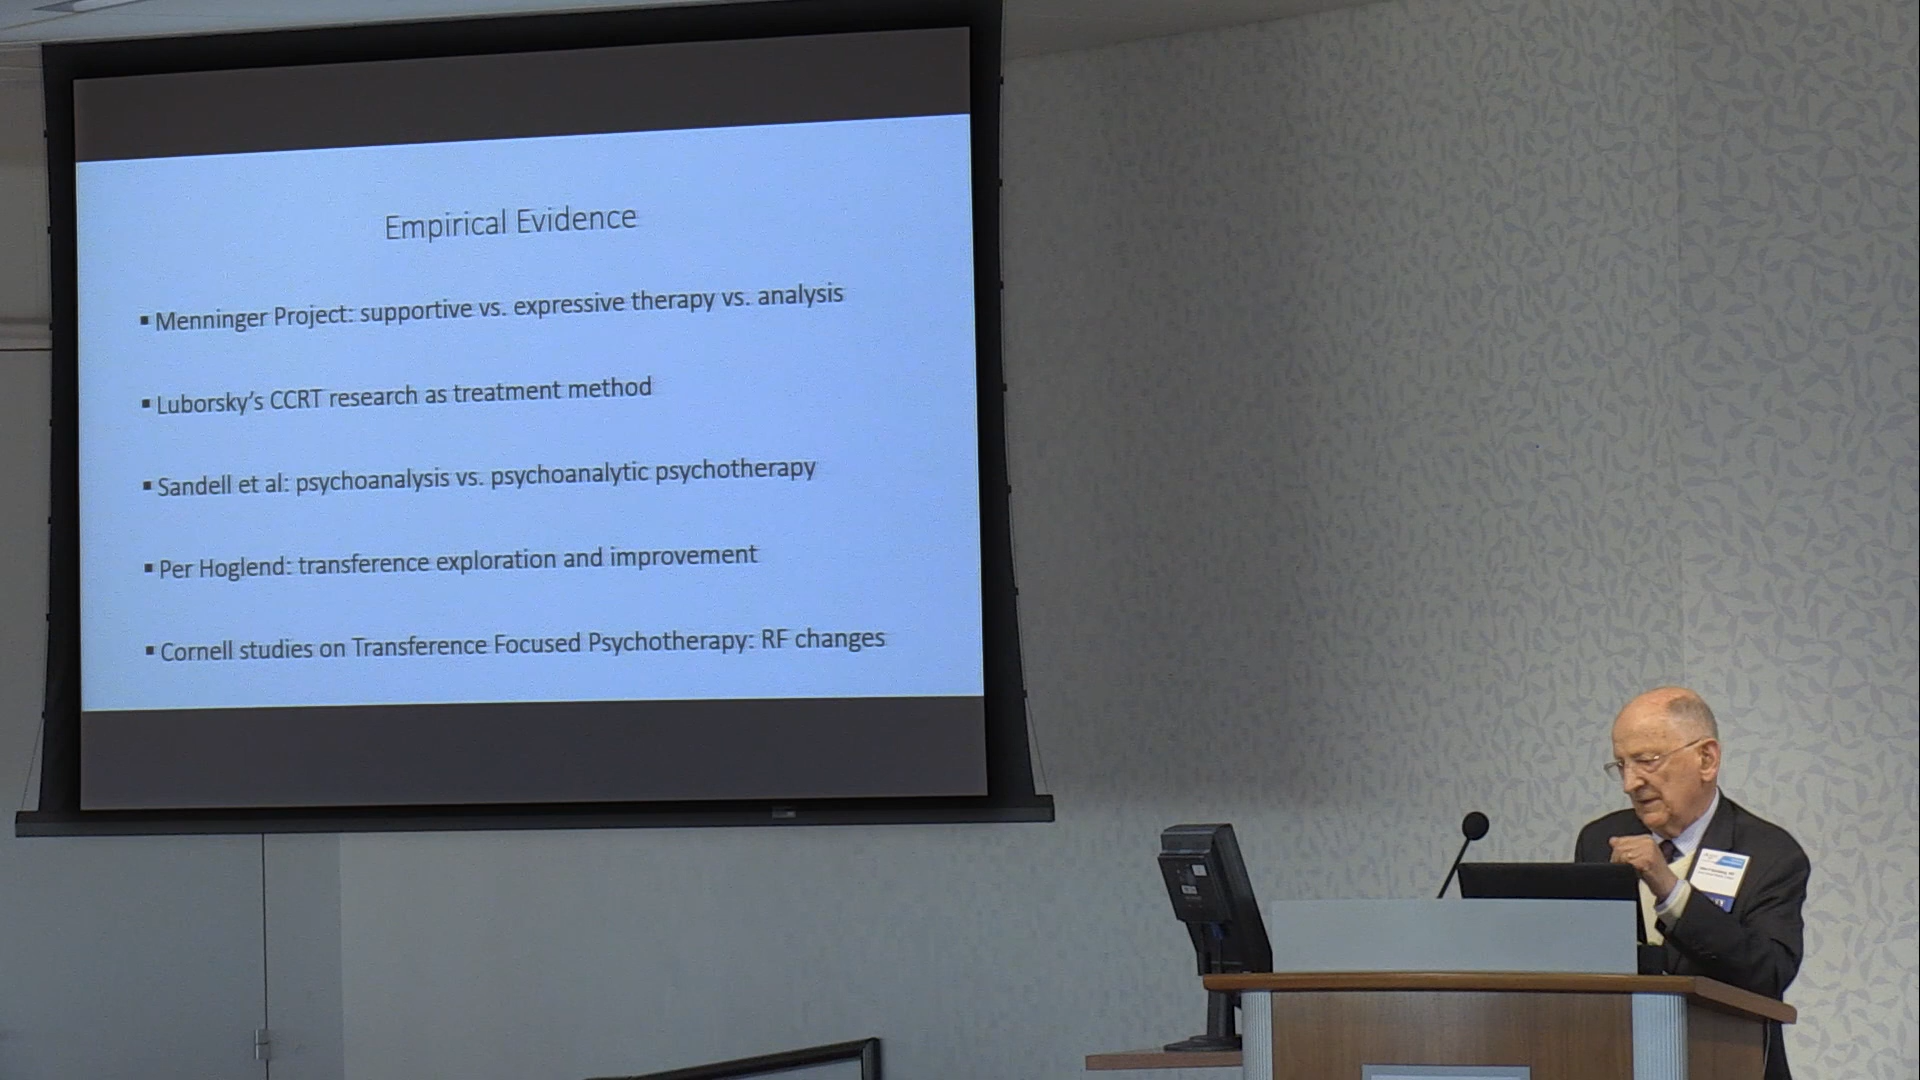 Empirical Evidence
▪ Menninger Project: supportive vs. expressive therapy vs. analysis
▪ Luborsky's CCRT research as treatment method
▪ Sandell et al: psychoanalysis vs. psychoanalytic psychotherapy
▪ Per Hoglend: transference exploration and improvement
▪ Cornell studies on Transference Focused Psychotherapy: RF changes